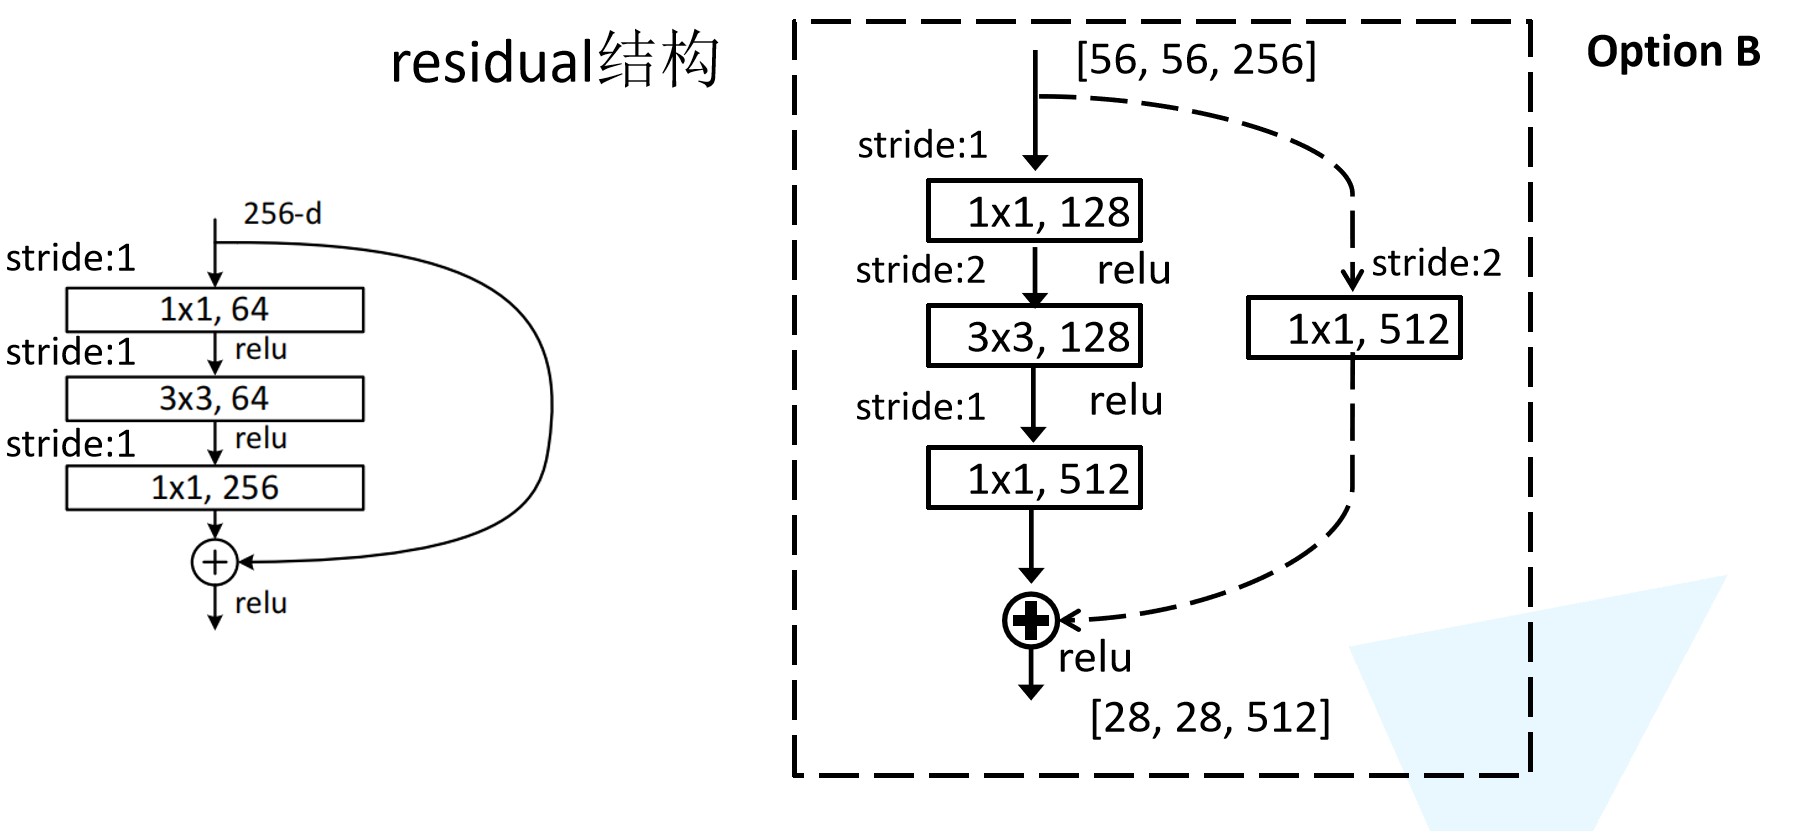 residual结构
256-d
stride:1
1x1, 64
stride:1
relu
3x3, 64
stride:1
relu
1x1, 256
relu
Option B
[56, 56, 256]
stride:1
1x1, 128
stride:2
relu
stride:2
3x3, 128
1x1, 512
stride:1
relu
1x1, 512
relu
[28, 28, 512]